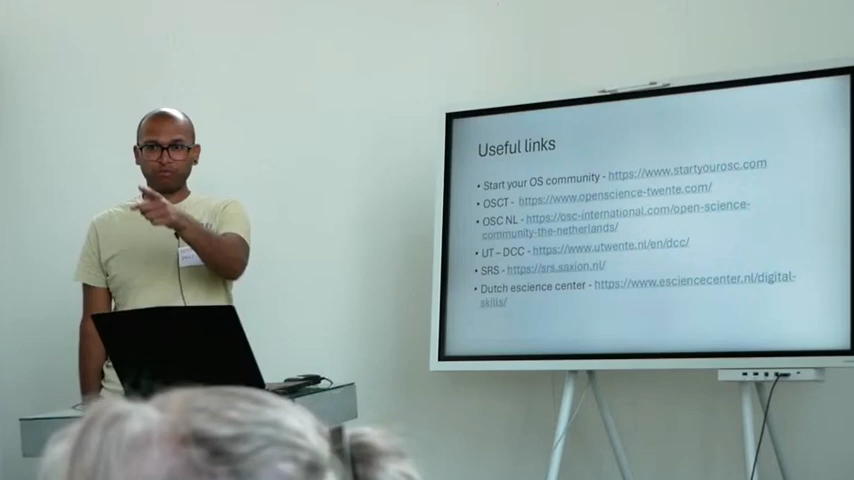 Useful links
• Start your OS community - https://www.startyourosc.com
• OSCT - https://www.openscience-twente.com/
• OSC NL - https://osc-international.com/open-science-
community-the-netherlands/
• UT – DCC - https://www.utwente.nl/en/dcc/
• SRS - https://srs.saxion.nl/
• Dutch escience center - https://www.esciencecenter.nl/digital-
skills/